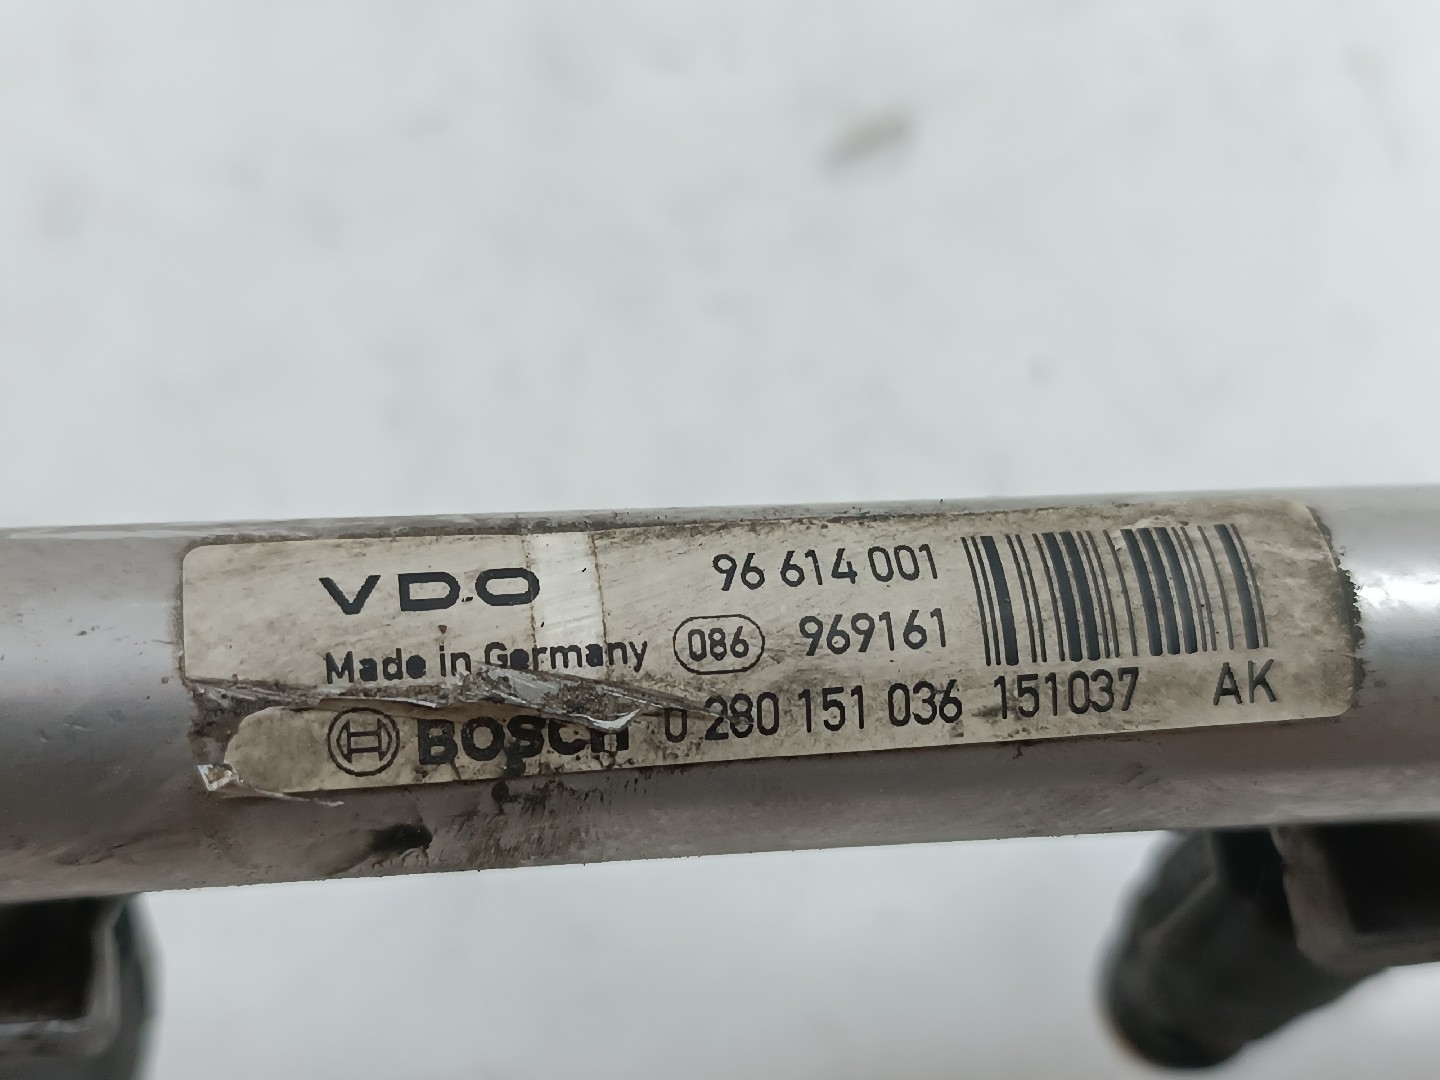 VDO
96 614 001
Made in Germany 086 969161
BOSCH 0 280 151 036 151037 AK